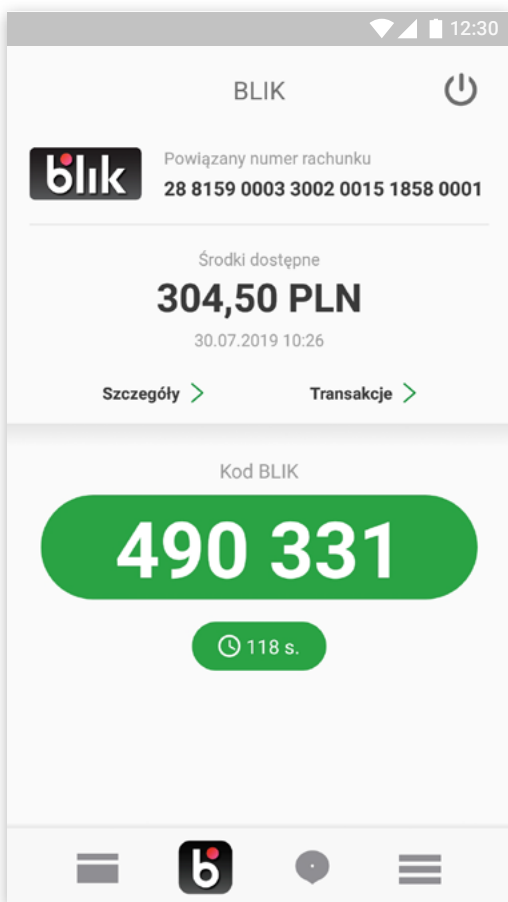 12:30
BLIK
blik
Powiązany numer rachunku
28 8159 0003 3002 0015 1858 0001
Środki dostępne
304,50 PLN
30.07.2019 10:26
Szczegóły
Transakcje
Kod BLIK
490 331
118 s.
b